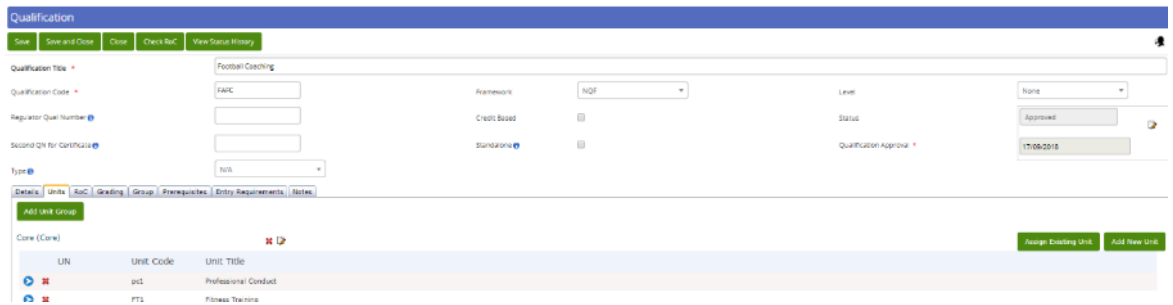 Qualification
Save Save and Close Close Check RoC View Status History
Qualification Title * Football Coaching
Qualification Code * FAFC Framework NQF Level None
Regulator Qual Number Credit Based Status Approved
Second QN for Certificate Standalone Qualification Approval * 17/09/2018
Type N/A
Details Units RoC Grading Group Prerequisites Entry Requirements Notes
Add Unit Group
Core (Core) Assign Existing Unit Add New Unit
UN Unit Code Unit Title
pc1 Professional Conduct
FT1 Fitness Training